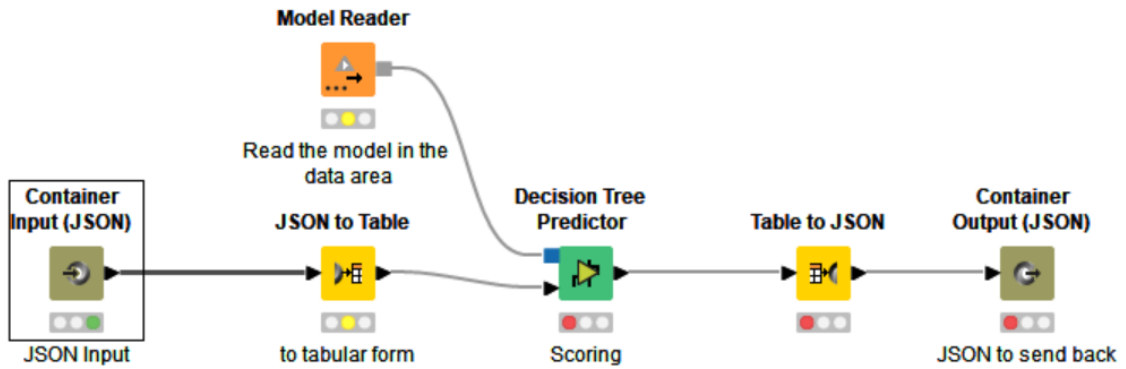 Model Reader
Read the model in the
data area
Container
Input (JSON)
JSON Input
JSON to Table
to tabular form
Decision Tree
Predictor
Scoring
Table to JSON
Container
Output (JSON)
JSON to send back